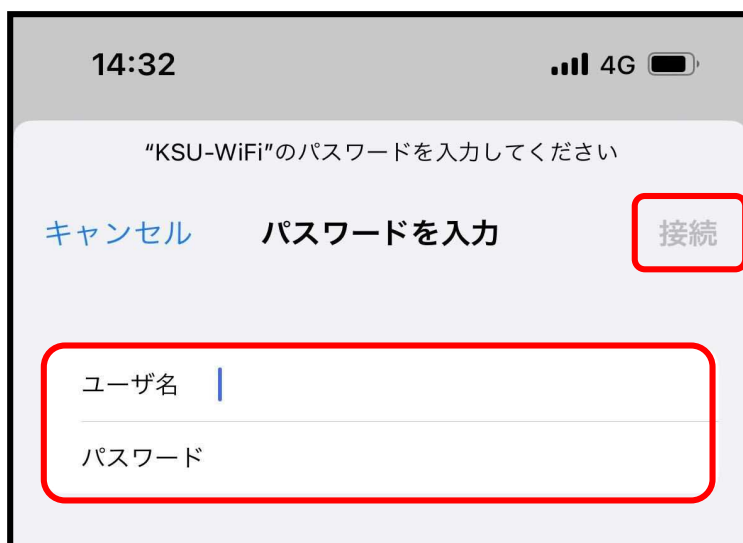 14:32 4G
“KSU-WiFi”のパスワードを入力してください
キャンセル パスワードを入力 接続
ユーザ名
パスワード